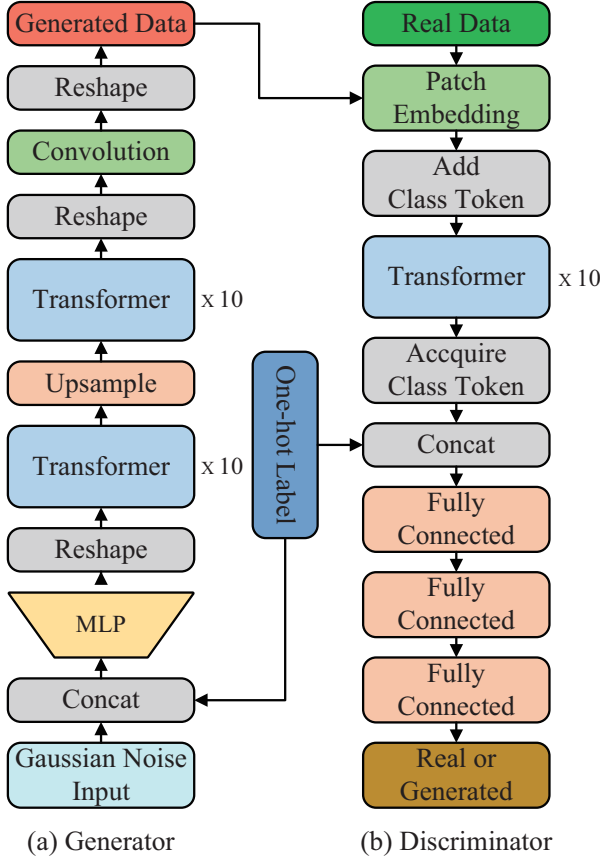 Generated Data
Reshape
Convolution
Reshape
Transformer
x 10
Upsample
Transformer
x 10
Reshape
MLP
Concat
Gaussian Noise
Input
(a) Generator
One-hot Label
Real Data
Patch
Embedding
Add
Class Token
Transformer
x 10
Accquire
Class Token
Concat
Fully
Connected
Fully
Connected
Fully
Connected
Real or
Generated
(b) Discriminator